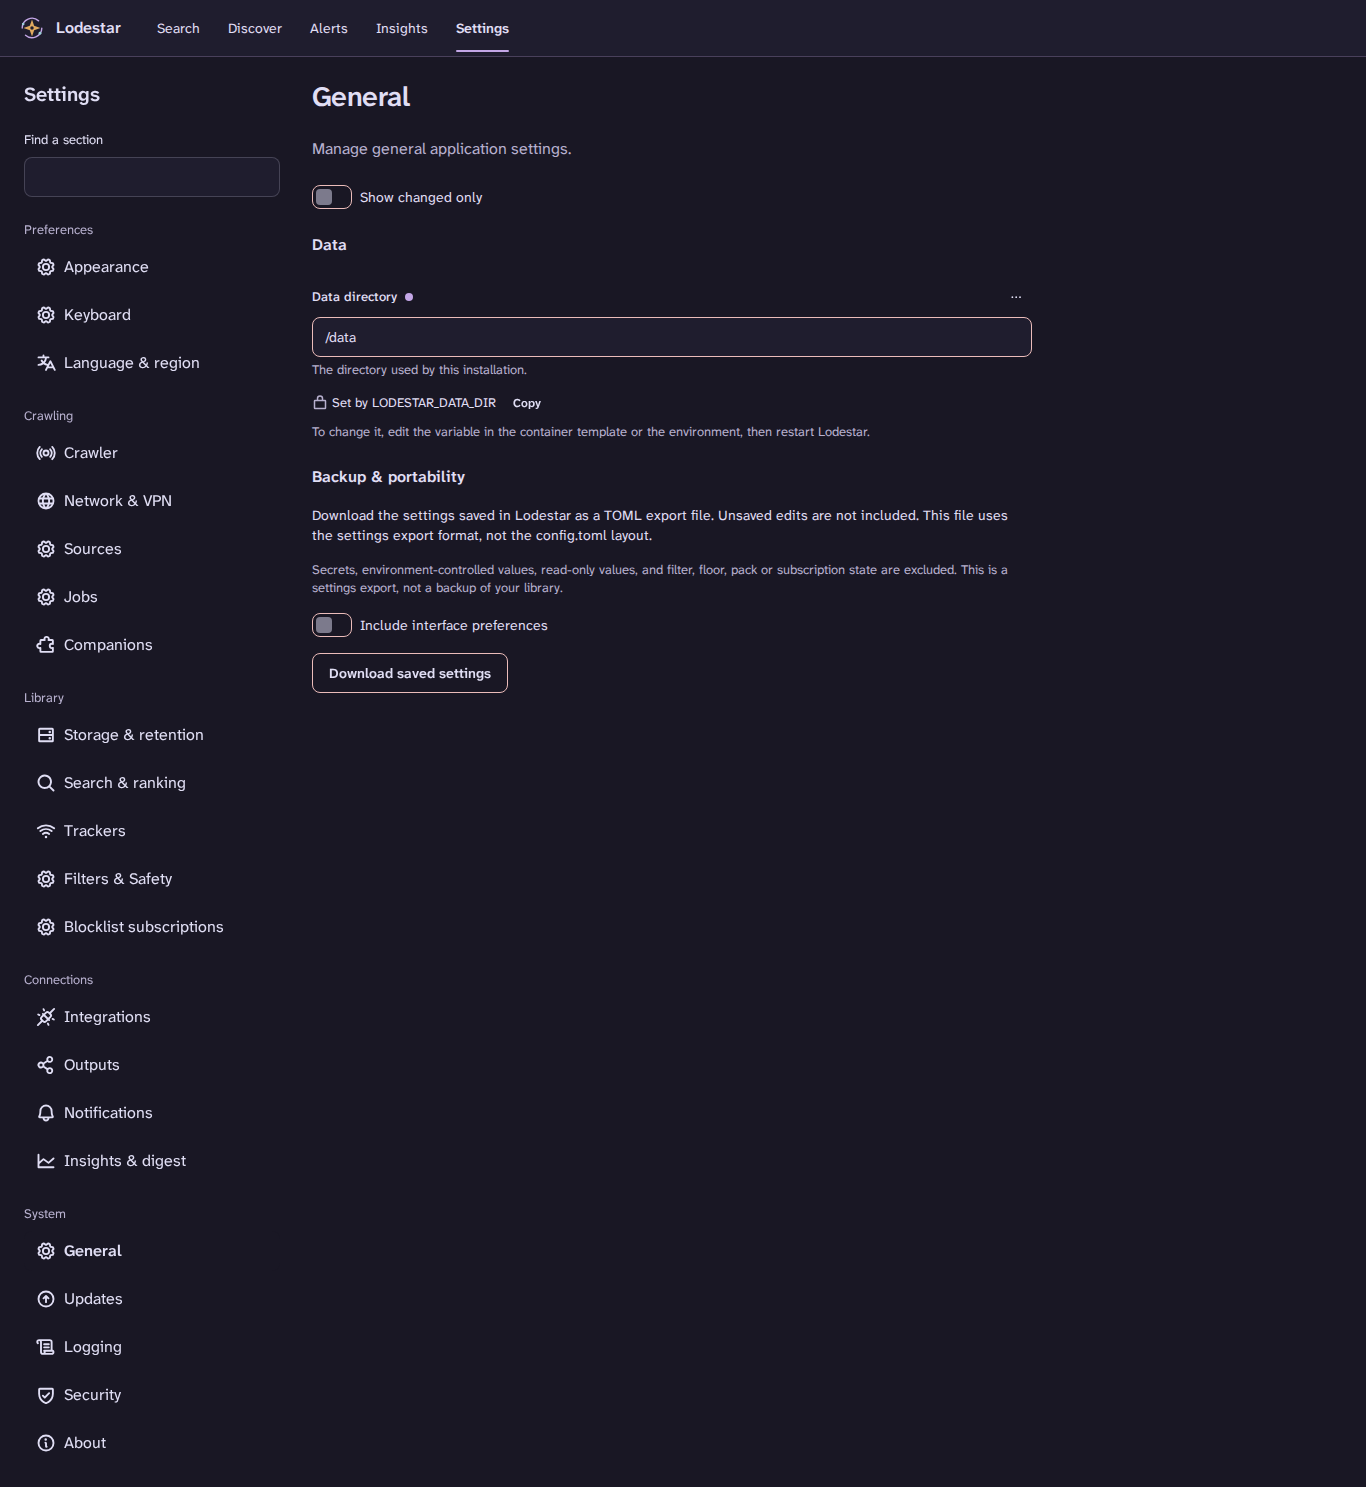 Lodestar
Search
Discover
Alerts
Insights
Settings
Settings
Find a section
Preferences
Appearance
Keyboard
Language & region
Crawling
Crawler
Network & VPN
Sources
Jobs
Companions
Library
Storage & retention
Search & ranking
Trackers
Filters & Safety
Blocklist subscriptions
Connections
Integrations
Outputs
Notifications
Insights & digest
System
General
Updates
Logging
Security
About
General
Manage general application settings.
Show changed only
Data
Data directory
...
/data
The directory used by this installation.
Set by LODESTAR_DATA_DIR
Copy
To change it, edit the variable in the container template or the environment, then restart Lodestar.
Backup & portability
Download the settings saved in Lodestar as a TOML export file. Unsaved edits are not included. This file uses
the settings export format, not the config.toml layout.
Secrets, environment-controlled values, read-only values, and filter, floor, pack or subscription state are excluded. This is a
settings export, not a backup of your library.
Include interface preferences
Download saved settings